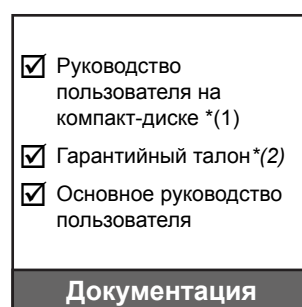 Руководство
пользователя на
компакт-диске *(1)
Гарантийный талон*(2)
Основное руководство
пользователя
Документация